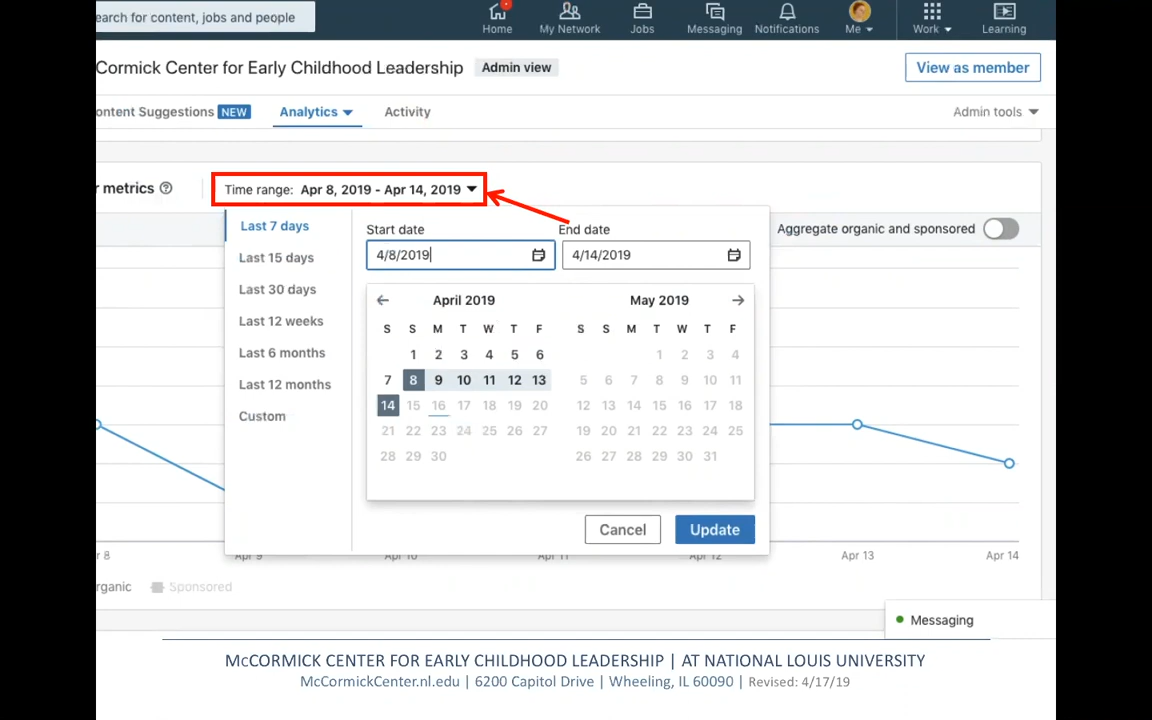 earch for content, jobs and people
Home My Network Jobs Messaging Notifications Me Work Learning
Cormick Center for Early Childhood Leadership Admin view View as member
ontent Suggestions NEW Analytics Activity Admin tools
r metrics Time range: Apr 8, 2019 - Apr 14, 2019
Last 7 days
Last 15 days
Last 30 days
Last 12 weeks
Last 6 months
Last 12 months
Custom
Start date End date
4/8/2019 4/14/2019
Aggregate organic and sponsored
April 2019
S S M T W T F
1 2 3 4 5 6
7 8 9 10 11 12 13
14 15 16 17 18 19 20
21 22 23 24 25 26 27
28 29 30
May 2019
S S M T W T F
1 2 3 4
5 6 7 8 9 10 11
12 13 14 15 16 17 18
19 20 21 22 23 24 25
26 27 28 29 30 31
Cancel Update
r 8 Apr 9 Apr 10 Apr 11 Apr 12 Apr 13 Apr 14
rganic Sponsored
Messaging
McCORMICK CENTER FOR EARLY CHILDHOOD LEADERSHIP | AT NATIONAL LOUIS UNIVERSITY
McCormickCenter.nl.edu | 6200 Capitol Drive | Wheeling, IL 60090 | Revised: 4/17/19